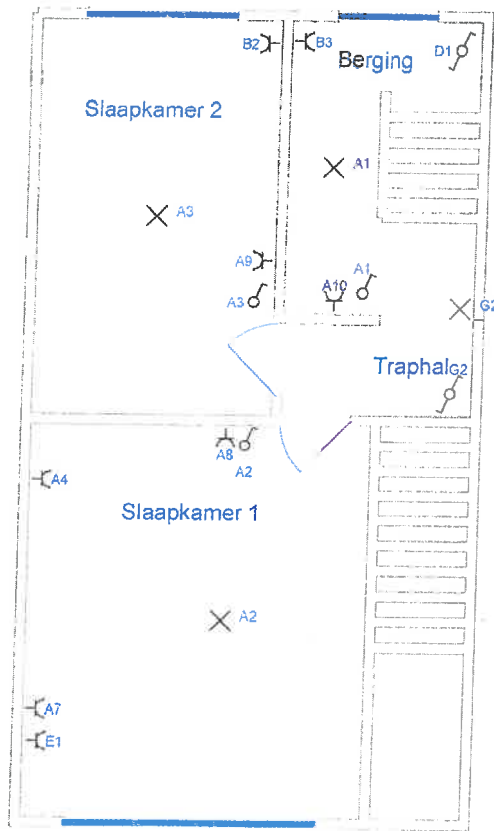 B2
B3
Berging
D1
Slaapkamer 2
A1
A3
A9
A3
A10
A1
G2
Traphal
G2
A8
A2
A4
Slaapkamer 1
A2
A7
E1